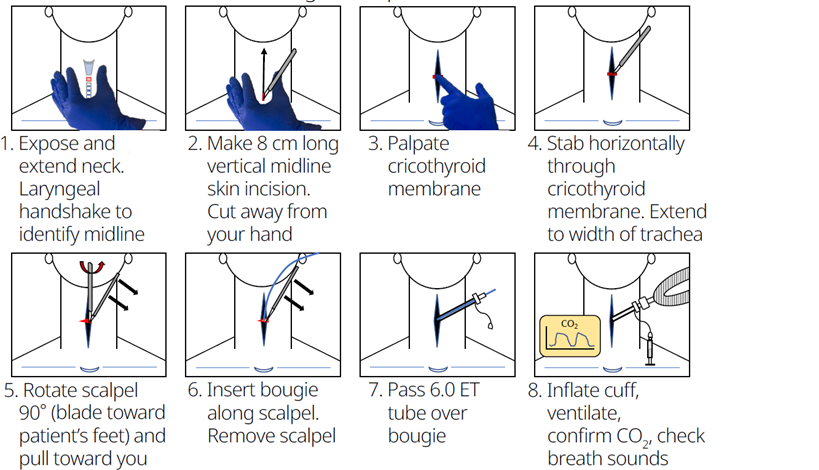 1. Expose and
extend neck.
Laryngeal
handshake to
identify midline
2. Make 8 cm long
vertical midline
skin incision.
Cut away from
your hand
3. Palpate
cricothyroid
membrane
4. Stab horizontally
through
cricothyroid
membrane. Extend
to width of trachea
5. Rotate scalpel
90° (blade toward
patient’s feet) and
pull toward you
6. Insert bougie
along scalpel.
Remove scalpel
7. Pass 6.0 ET
tube over
bougie
CO₂
8. Inflate cuff,
ventilate,
confirm CO₂, check
breath sounds